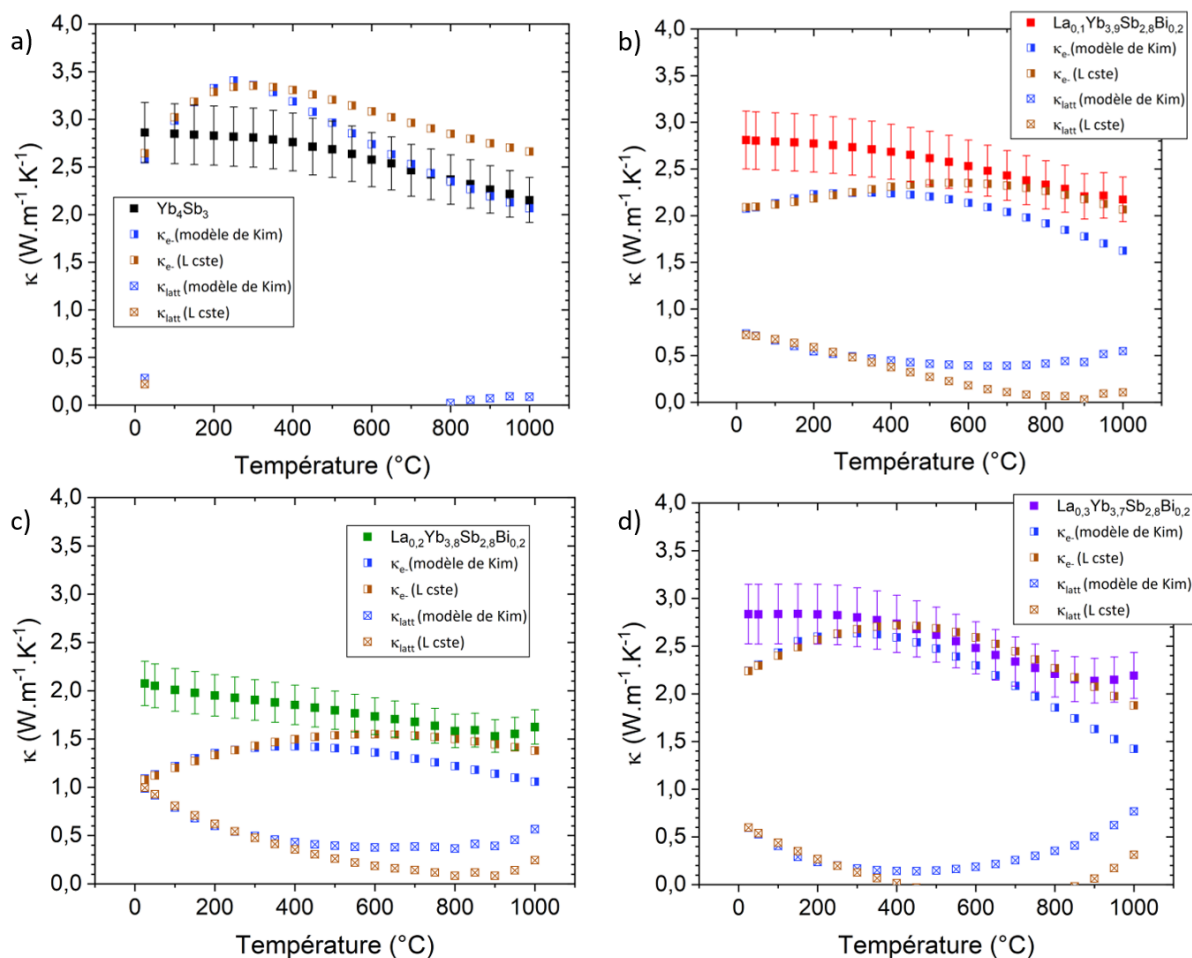 a)
4,0
3,5
3,0
2,5
2,0
1,5
1,0
0,5
0,0
κ (W.m⁻¹.K⁻¹)
Yb₄Sb₃
κₑ₋(modèle de Kim)
κₑ₋ (L cste)
κₗₐₜₜ (modèle de Kim)
κₗₐₜₜ (L cste)
0 200 400 600 800 1000
Température (°C)
b)
4,0
3,5
3,0
2,5
2,0
1,5
1,0
0,5
0,0
κ (W.m⁻¹.K⁻¹)
La₀,₁Yb₃,₉Sb₂,₈Bi₀,₂
κₑ₋ (modèle de Kim)
κₑ₋ (L cste)
κₗₐₜₜ (modèle de Kim)
κₗₐₜₜ (L cste)
0 200 400 600 800 1000
Température (°C)
c)
4,0
3,5
3,0
2,5
2,0
1,5
1,0
0,5
0,0
κ (W.m⁻¹.K⁻¹)
La₀,₂Yb₃,₈Sb₂,₈Bi₀,₂
κₑ₋(modèle de Kim)
κₑ₋ (L cste)
κₗₐₜₜ (modèle de Kim)
κₗₐₜₜ (L cste)
0 200 400 600 800 1000
Température (°C)
d)
4,0
3,5
3,0
2,5
2,0
1,5
1,0
0,5
0,0
κ (W.m⁻¹.K⁻¹)
La₀,₃Yb₃,₇Sb₂,₈Bi₀,₂
κₑ₋(modèle de Kim)
κₑ₋ (L cste)
κₗₐₜₜ (modèle de Kim)
κₗₐₜₜ (L cste)
0 200 400 600 800 1000
Température (°C)